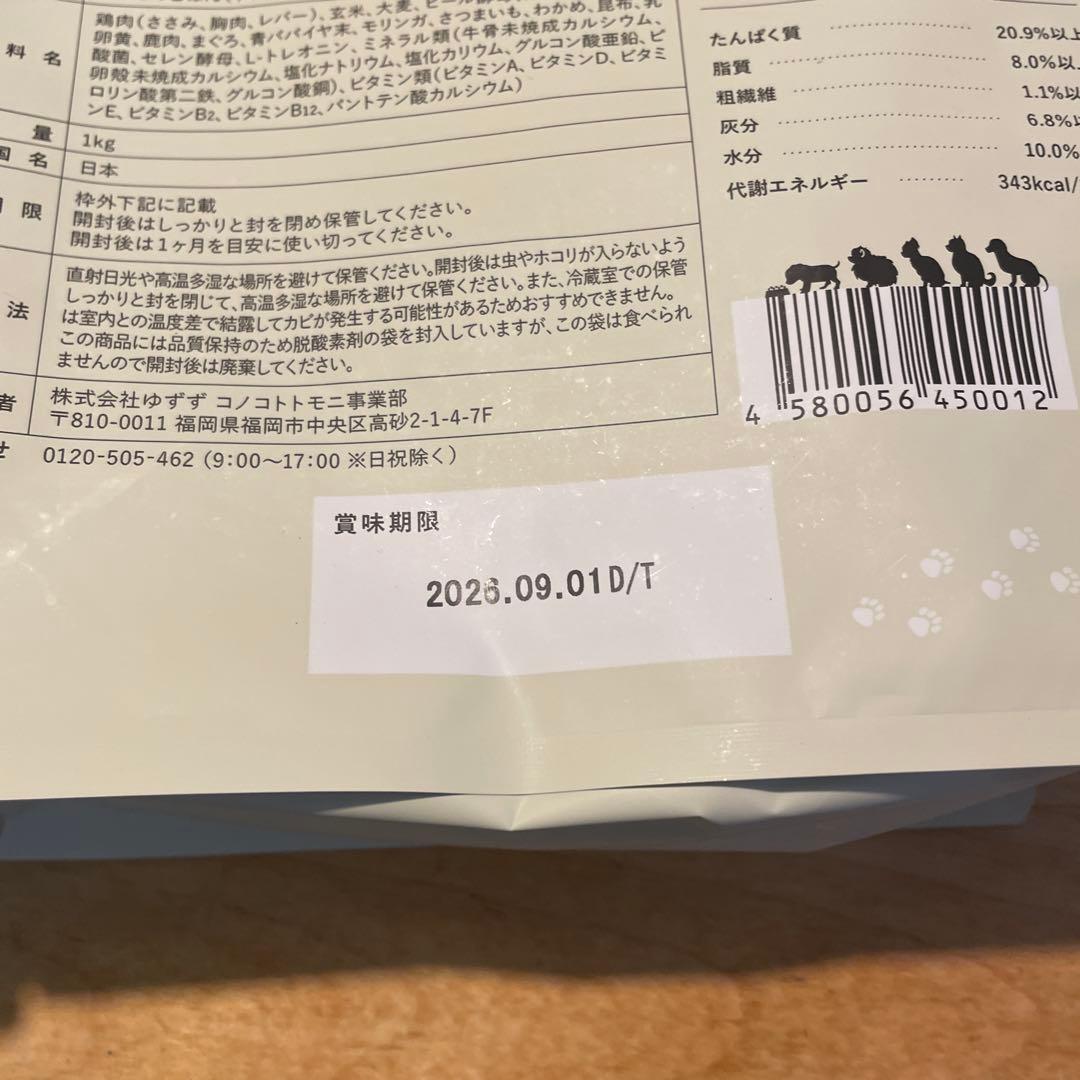 鶏肉(ささみ、胸肉、レバー)、玄米、大麦、ビール
卵黄、鹿肉、まぐろ、青パパイヤ末、モリンガ、さつまいも、わかめ、昆布、乳
酸菌、セレン酵母、L-トレオニン、ミネラル類(牛骨未焼成カルシウム、
卵殻未焼成カルシウム、塩化ナトリウム、塩化カリウム、グルコン酸亜鉛、ピ
ロリン酸第二鉄、グルコン酸銅)、ビタミン類(ビタミンA、ビタミンD、ビタミ
ンE、ビタミンB2、ビタミンB12、パントテン酸カルシウム)
料名
量 1kg
国名 日本
期限 枠外下記に記載
開封後はしっかりと封を閉め保管してください。
開封後は1ヶ月を目安に使い切ってください。
法 直射日光や高温多湿な場所を避けて保管ください。開封後は虫やホコリが入らないよう
しっかりと封を閉じて、高温多湿な場所を避けて保管ください。また、冷蔵室での保管
は室内との温度差で結露してカビが発生する可能性があるためおすすめできません。
この商品には品質保持のため脱酸素剤の袋を封入していますが、この袋は食べられ
ませんので開封後は廃棄してください。
者 株式会社ゆずず コノコトトモニ事業部
〒810-0011 福岡県福岡市中央区高砂2-1-4-7F
せ 0120-505-462(9:00〜17:00 ※日祝除く)
たんぱく質 20.9%以上
脂質 8.0%以
粗繊維 1.1%以
灰分 6.8%以
水分 10.0%
代謝エネルギー 343kcal/
4 580056 450012
賞味期限
2026.09.01D/T